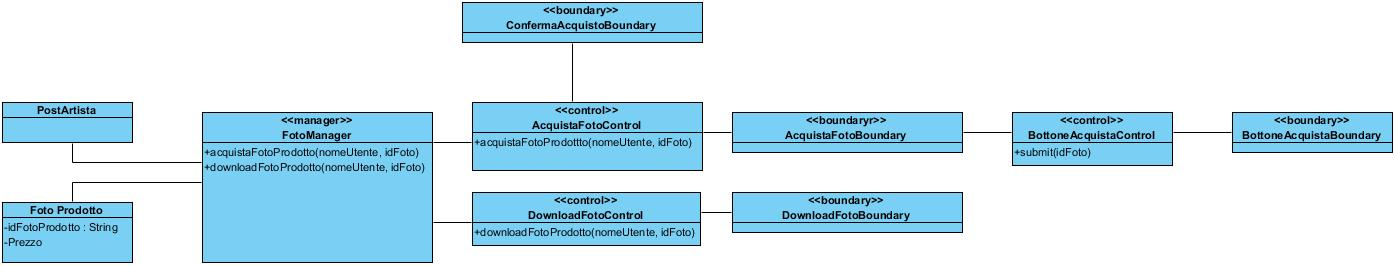 <<boundary>>
ConfermaAcquistoBoundary
PostArtista
<<manager>>
FotoManager
+acquistaFotoProdotto(nomeUtente, idFoto)
+downloadFotoProdotto(nomeUtente, idFoto)
<<control>>
AcquistaFotoControl
+acquistaFotoProdottto(nomeUtente, idFoto)
<<boundaryr>>
AcquistaFotoBoundary
<<control>>
BottoneAcquistaControl
+submit(idFoto)
<<boundary>>
BottoneAcquistaBoundary
Foto Prodotto
-idFotoProdotto : String
-Prezzo
<<control>>
DownloadFotoControl
+downloadFotoProdotto(nomeUtente, idFoto)
<<boundary>>
DownloadFotoBoundary